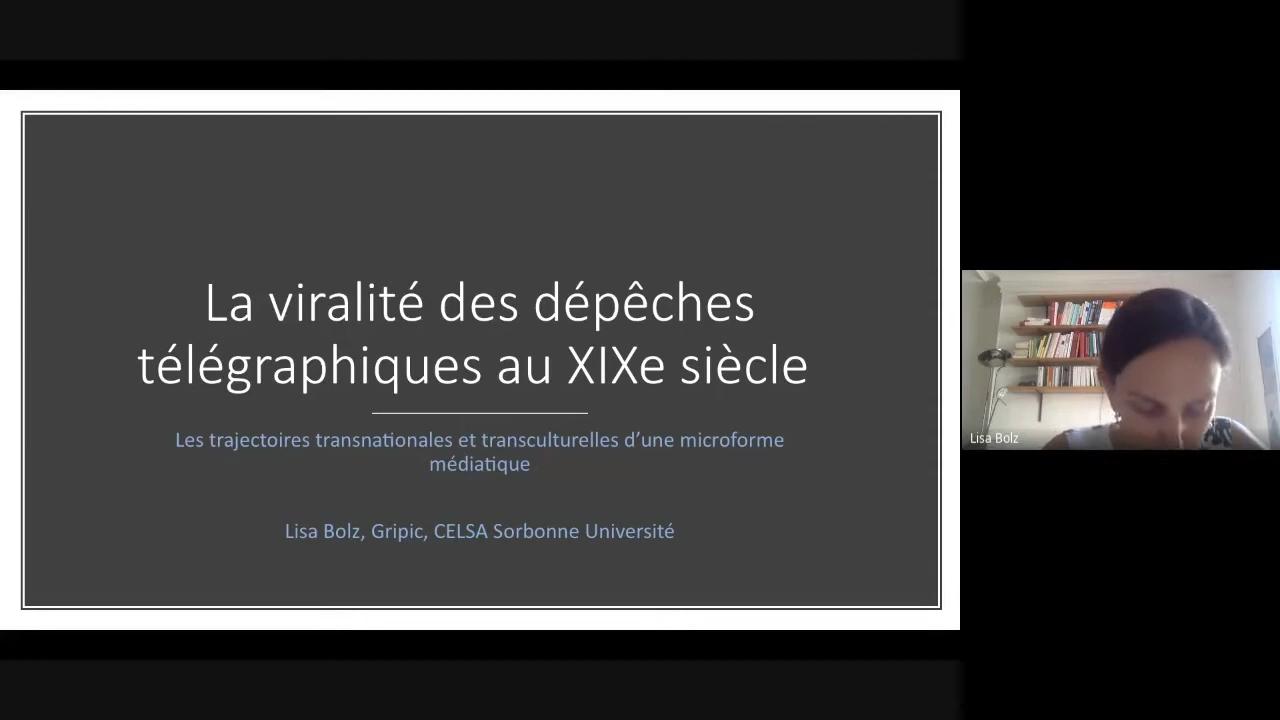 La viralité des dépêches
télégraphiques au XIXe siècle
Les trajectoires transnationales et transculturelles d’une microforme
médiatique
Lisa Bolz, Gripic, CELSA Sorbonne Université
Lisa Bolz